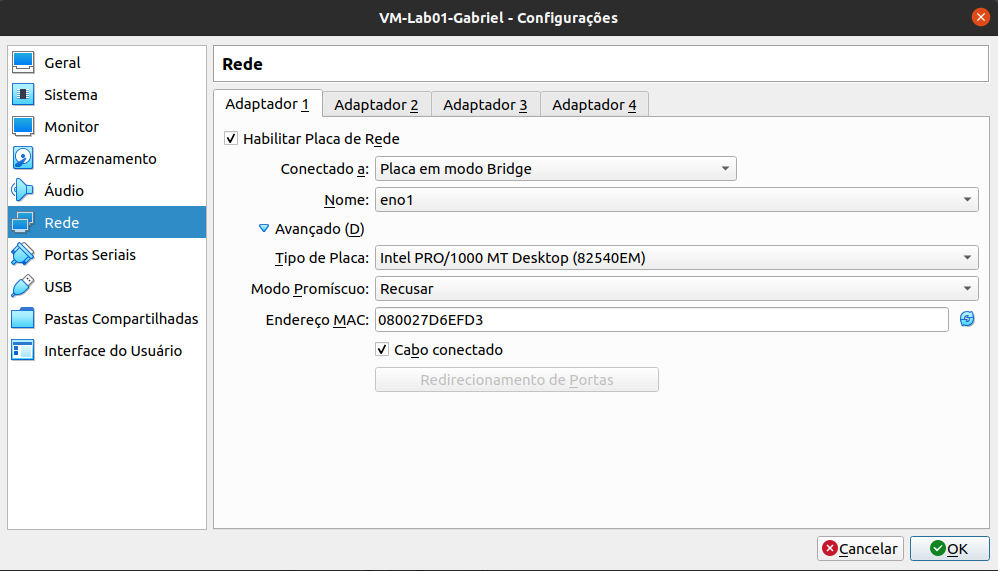 VM-Lab01-Gabriel - Configurações
Geral
Sistema
Monitor
Armazenamento
Áudio
Rede
Portas Seriais
USB
Pastas Compartilhadas
Interface do Usuário
Rede
Adaptador 1 Adaptador 2 Adaptador 3 Adaptador 4
Habilitar Placa de Rede
Conectado a: Placa em modo Bridge
Nome: eno1
Avançado (D)
Tipo de Placa: Intel PRO/1000 MT Desktop (82540EM)
Modo Promíscuo: Recusar
Endereço MAC: 080027D6EFD3
Cabo conectado
Redirecionamento de Portas
Cancelar OK